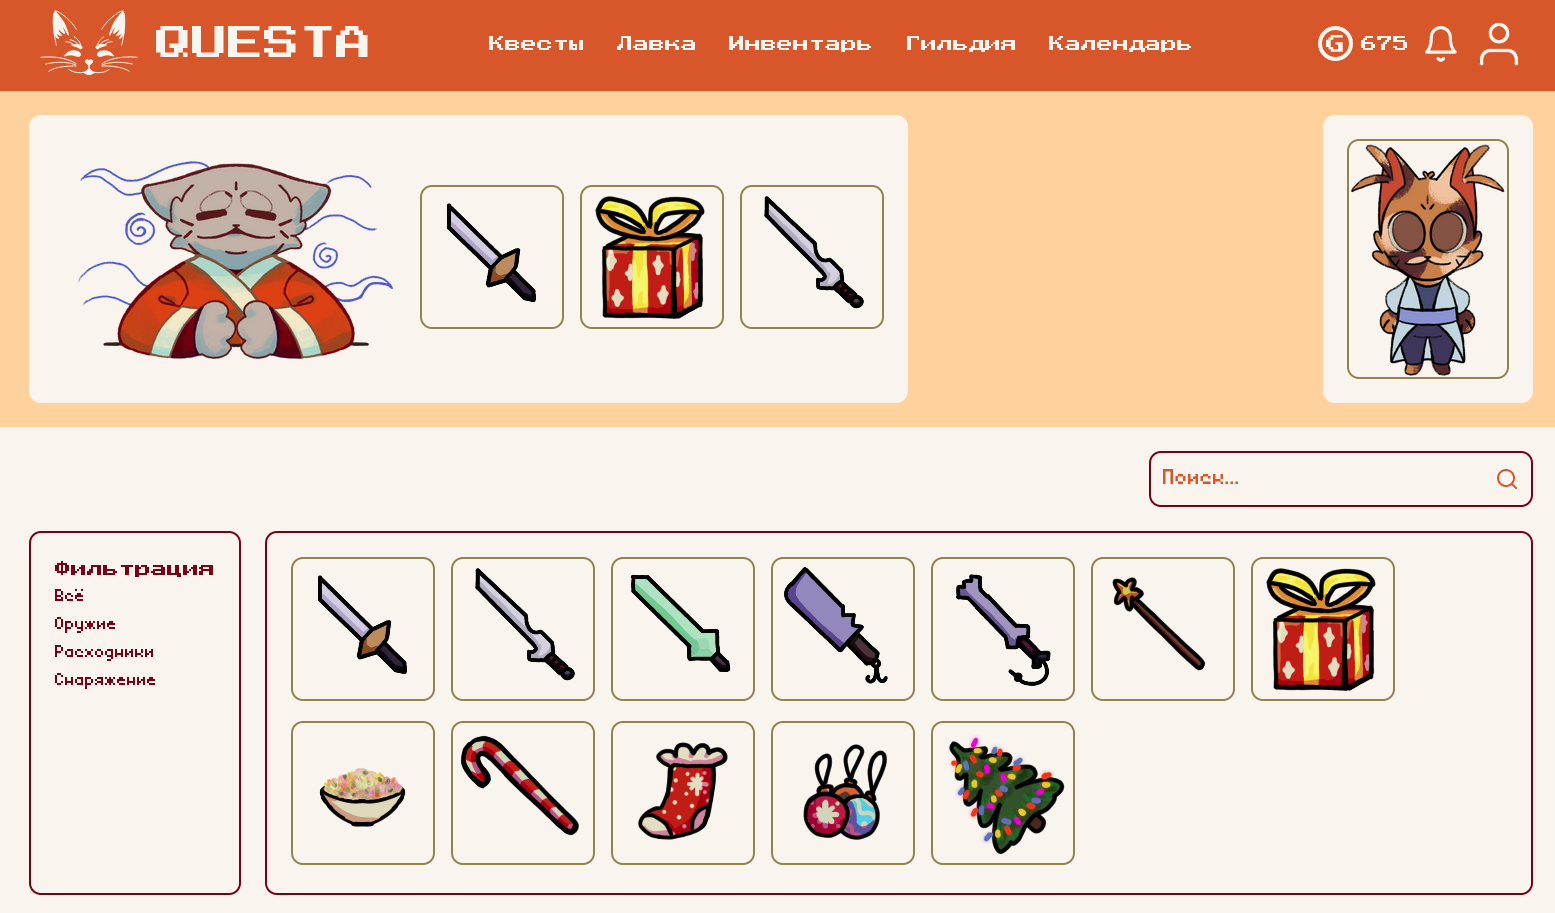 QUESTA
Квесты Лавка Инвентарь Гильдия Календарь
G 675
Поиск...
Фильтрация
Всё
Оружие
Расходники
Снаряжение